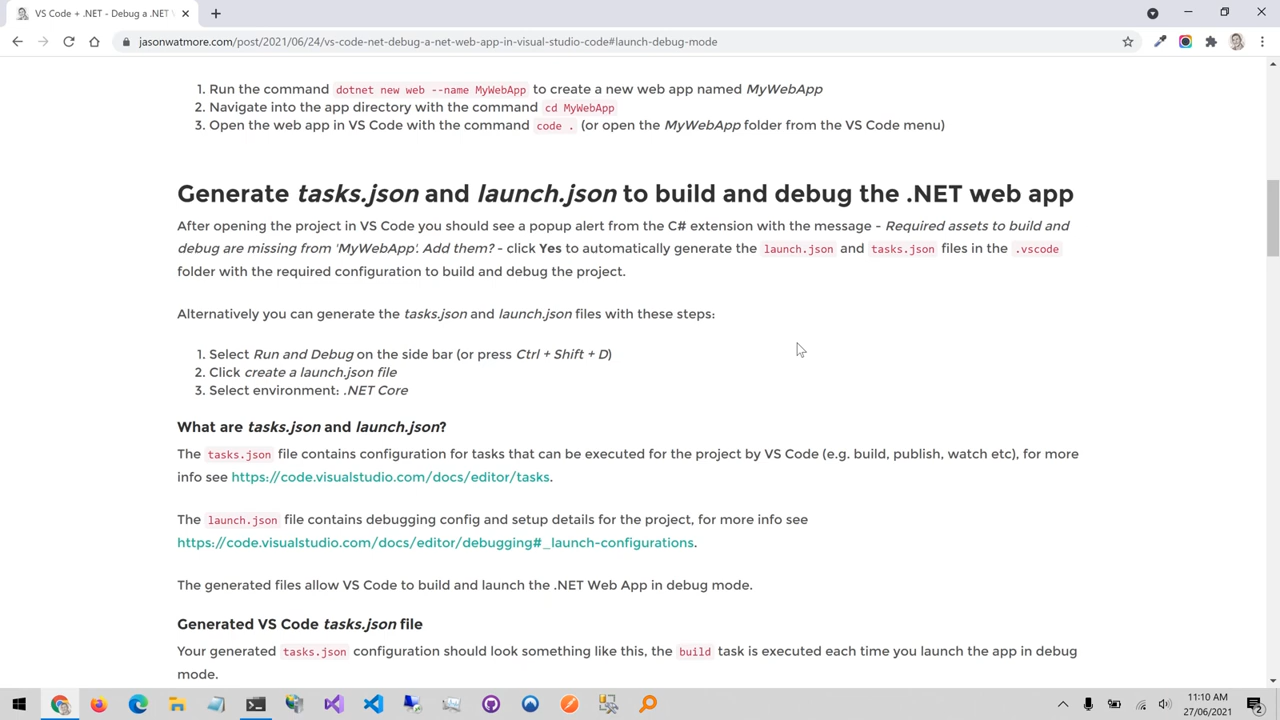 VS Code + .NET - Debug a .NET V
jasonwatmore.com/post/2021/06/24/vs-code-net-debug-a-net-web-app-in-visual-studio-code#launch-debug-mode
1. Run the command dotnet new web --name MyWebApp to create a new web app named MyWebApp
2. Navigate into the app directory with the command cd MyWebApp
3. Open the web app in VS Code with the command code . (or open the MyWebApp folder from the VS Code menu)
Generate tasks.json and launch.json to build and debug the .NET web app
After opening the project in VS Code you should see a popup alert from the C# extension with the message - Required assets to build and
debug are missing from 'MyWebApp'. Add them? - click Yes to automatically generate the launch.json and tasks.json files in the .vscode
folder with the required configuration to build and debug the project.
Alternatively you can generate the tasks.json and launch.json files with these steps:
1. Select Run and Debug on the side bar (or press Ctrl + Shift + D)
2. Click create a launch.json file
3. Select environment: .NET Core
What are tasks.json and launch.json?
The tasks.json file contains configuration for tasks that can be executed for the project by VS Code (e.g. build, publish, watch etc), for more
info see https://code.visualstudio.com/docs/editor/tasks.
The launch.json file contains debugging config and setup details for the project, for more info see
https://code.visualstudio.com/docs/editor/debugging#_launch-configurations.
The generated files allow VS Code to build and launch the .NET Web App in debug mode.
Generated VS Code tasks.json file
Your generated tasks.json configuration should look something like this, the build task is executed each time you launch the app in debug
mode.
11:10 AM
27/06/2021
2